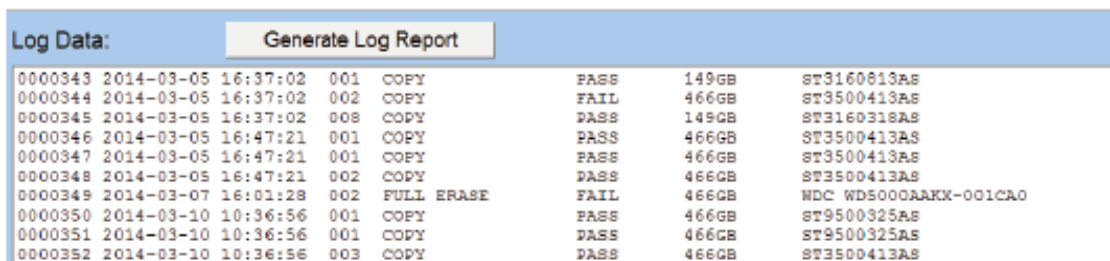 Log Data: Generate Log Report
0000343 2014-03-05 16:37:02 001 COPY PASS 149GB ST3160813AS
0000344 2014-03-05 16:37:02 002 COPY FAIL 466GB ST3500413AS
0000345 2014-03-05 16:37:02 008 COPY PASS 149GB ST3160318AS
0000346 2014-03-05 16:47:21 001 COPY PASS 466GB ST3500413AS
0000347 2014-03-05 16:47:21 001 COPY PASS 466GB ST3500413AS
0000348 2014-03-05 16:47:21 002 COPY PASS 466GB ST3500413AS
0000349 2014-03-07 16:01:28 002 FULL ERASE FAIL 466GB WDC WD5000AAKX-001CA0
0000350 2014-03-10 10:36:56 001 COPY PASS 466GB ST9500325AS
0000351 2014-03-10 10:36:56 001 COPY PASS 466GB ST9500325AS
0000352 2014-03-10 10:36:56 003 COPY PASS 466GB ST3500413AS